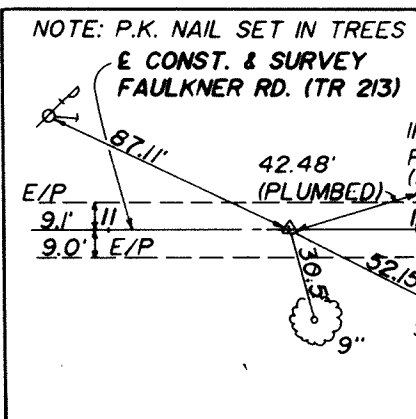 NOTE: P.K. NAIL SET IN TREES
℄ CONST. & SURVEY
FAULKNER RD. (TR 213)
87.11'
42.48'
(PLUMBED)
E/P
9.1'
11
9.0'
E/P
30.5'
52.15
9"